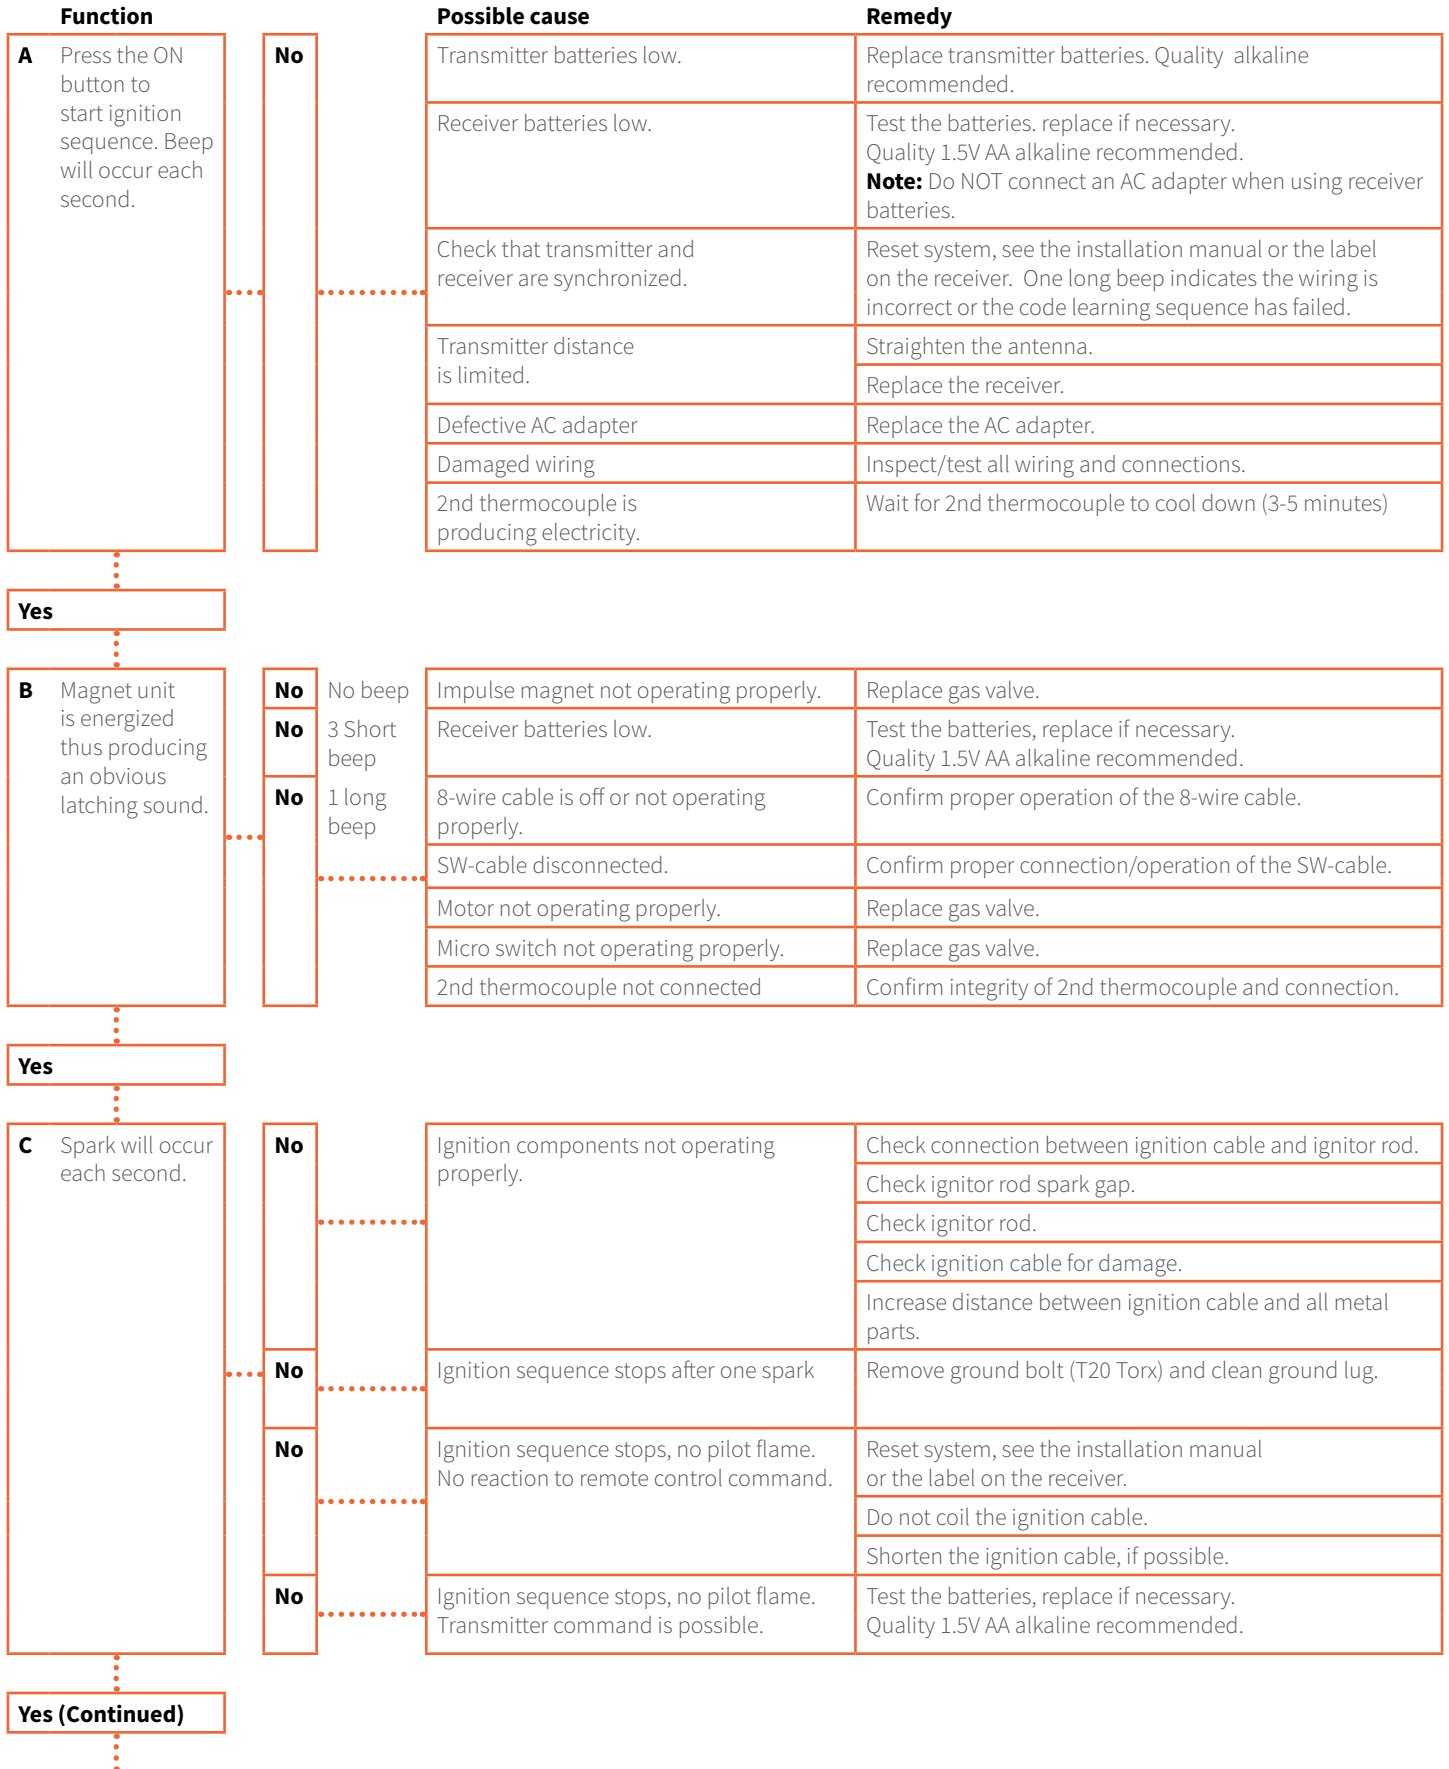 Function Possible cause Remedy
A Press the ON
button to
start ignition
sequence. Beep
will occur each
second.
No
Transmitter batteries low.
Replace transmitter batteries. Quality alkaline
recommended.
Receiver batteries low.
Test the batteries. replace if necessary.
Quality 1.5V AA alkaline recommended.
Note: Do NOT connect an AC adapter when using receiver
batteries.
Check that transmitter and
receiver are synchronized.
Reset system, see the installation manual or the label
on the receiver. One long beep indicates the wiring is
incorrect or the code learning sequence has failed.
Transmitter distance
is limited.
Straighten the antenna.
Replace the receiver.
Defective AC adapter
Replace the AC adapter.
Damaged wiring
Inspect/test all wiring and connections.
2nd thermocouple is
producing electricity.
Wait for 2nd thermocouple to cool down (3-5 minutes)
Yes
B Magnet unit
is energized
thus producing
an obvious
latching sound.
No
No beep
Impulse magnet not operating properly.
Replace gas valve.
No
3 Short
beep
Receiver batteries low.
Test the batteries, replace if necessary.
Quality 1.5V AA alkaline recommended.
No
1 long
beep
8-wire cable is off or not operating
properly.
Confirm proper operation of the 8-wire cable.
SW-cable disconnected.
Confirm proper connection/operation of the SW-cable.
Motor not operating properly.
Replace gas valve.
Micro switch not operating properly.
Replace gas valve.
2nd thermocouple not connected
Confirm integrity of 2nd thermocouple and connection.
Yes
C Spark will occur
each second.
No
Ignition components not operating
properly.
Check connection between ignition cable and ignitor rod.
Check ignitor rod spark gap.
Check ignitor rod.
Check ignition cable for damage.
Increase distance between ignition cable and all metal
parts.
No
Ignition sequence stops after one spark
Remove ground bolt (T20 Torx) and clean ground lug.
No
Ignition sequence stops, no pilot flame.
No reaction to remote control command.
Reset system, see the installation manual
or the label on the receiver.
Do not coil the ignition cable.
Shorten the ignition cable, if possible.
No
Ignition sequence stops, no pilot flame.
Transmitter command is possible.
Test the batteries, replace if necessary.
Quality 1.5V AA alkaline recommended.
Yes (Continued)